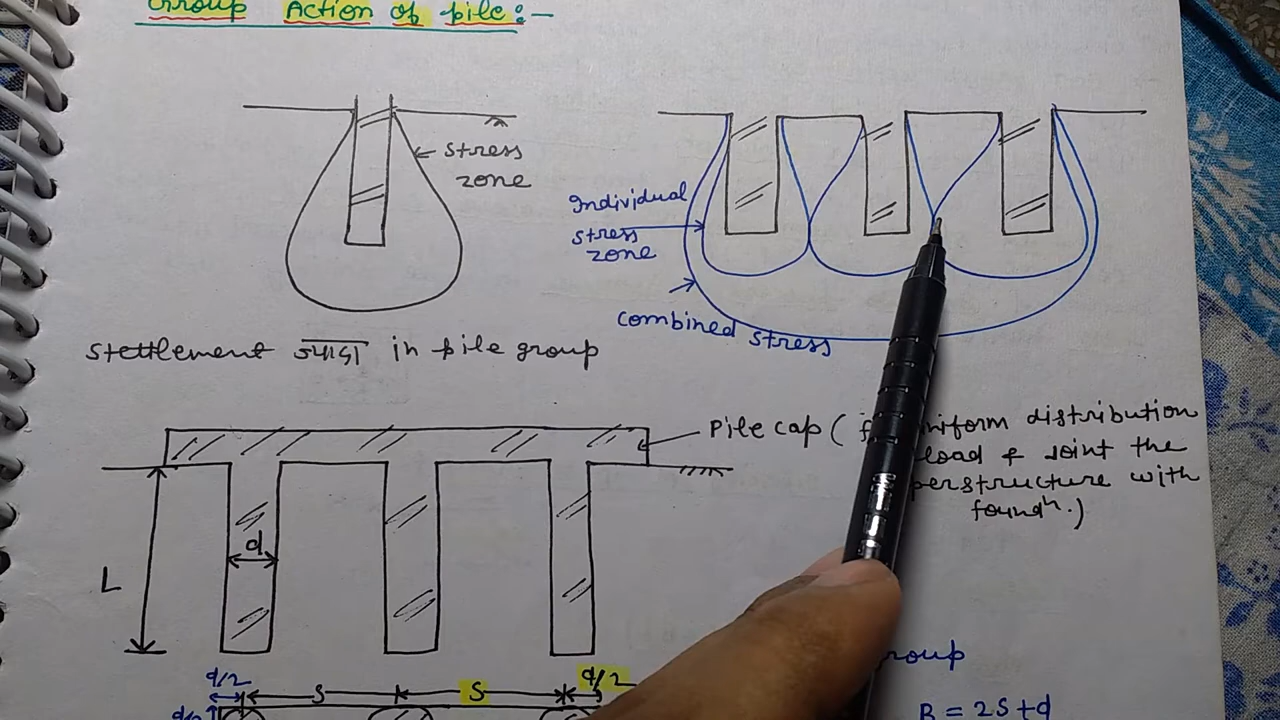 Group Action of pile:-
stress
zone
Individual
stress
zone
combined stress
Stettlement ज्यादा in pile group
Pile cap ( uniform distribution
load & Joint the
perstructure with
foundⁿ.)
d
L
d/2
S
S
d/2
roup
B = 2S+d